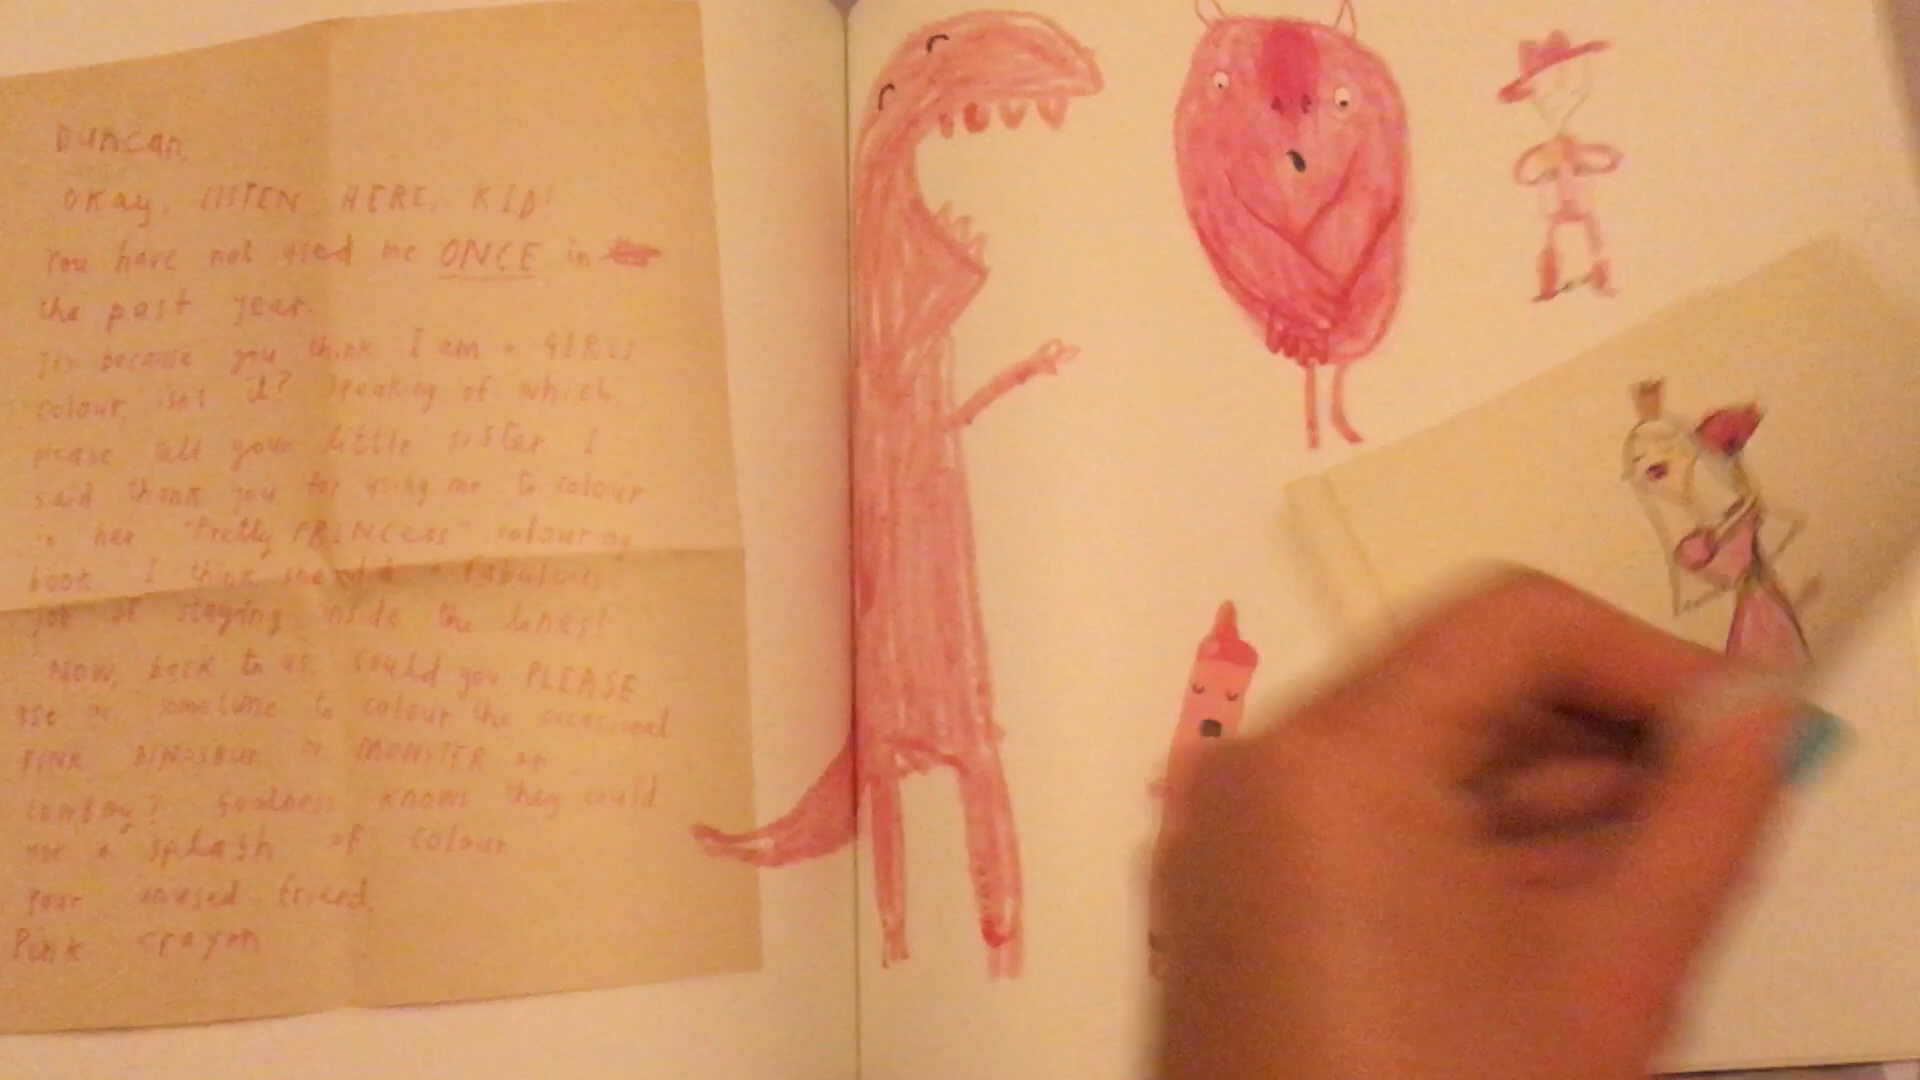 Duncan,
Okay, LISTEN HERE, KID!
You have not used me ONCE in
the past year.
It's because you think I am a GIRLS
colour, isn't it? Speaking of which
please tell your little sister I
said thank you for using me to colour
in her "Pretty PRINCESS" colouring
book. I think she did a fabulous
job of staying inside the lines!
Now, back to us. Could you PLEASE
use me sometime to colour the occasional
PINK DINOSAUR or MONSTER or
cowboy? Goodness knows they could
use a splash of colour
Your unused friend,
Pink crayon